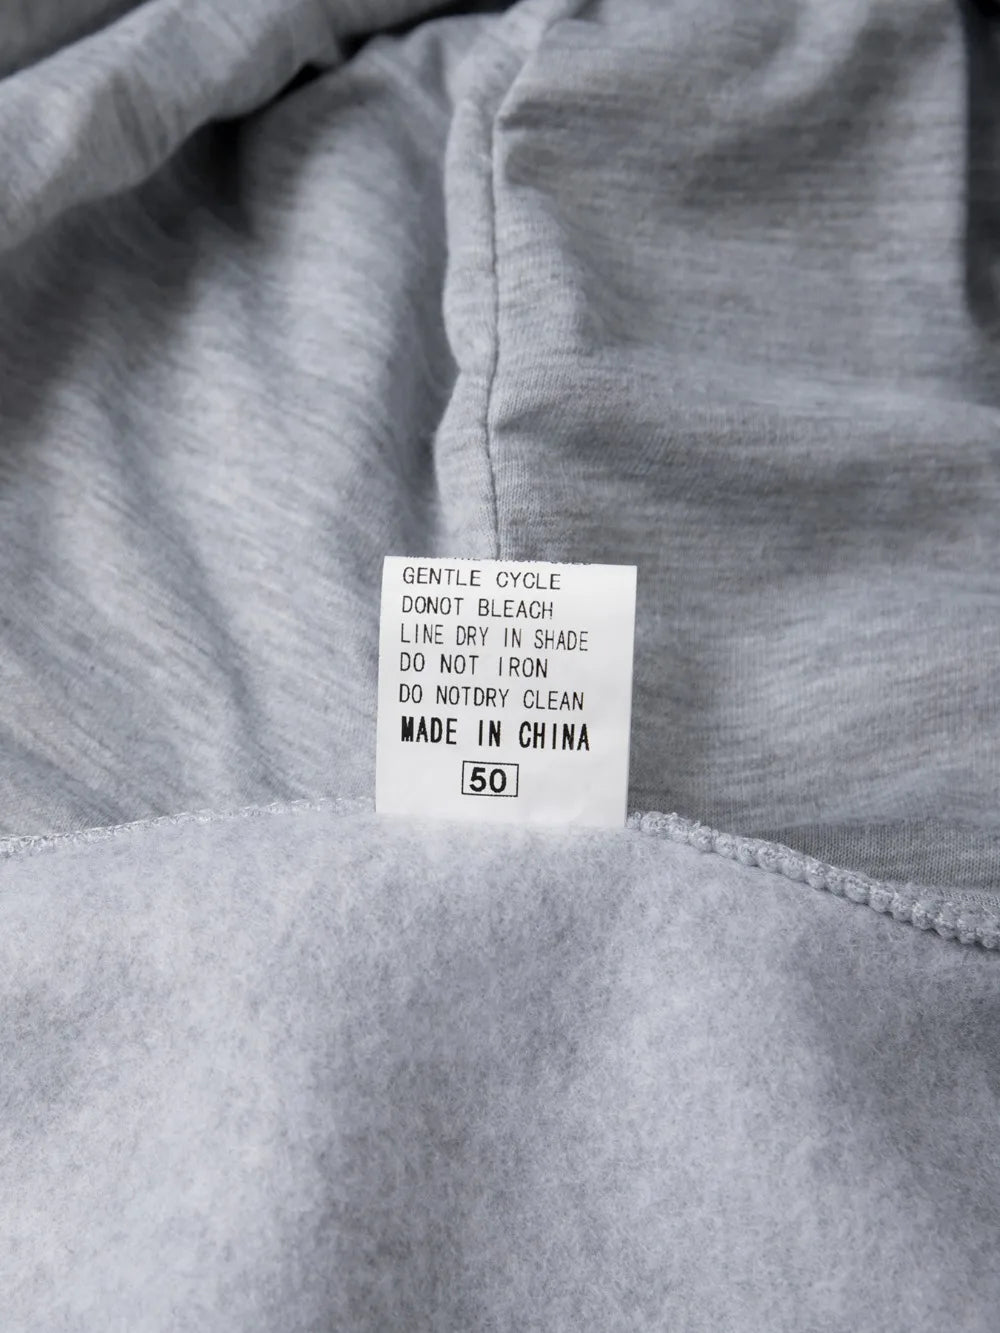 GENTLE CYCLE
DONOT BLEACH
LINE DRY IN SHADE
DO NOT IRON
DO NOTDRY CLEAN
MADE IN CHINA
50